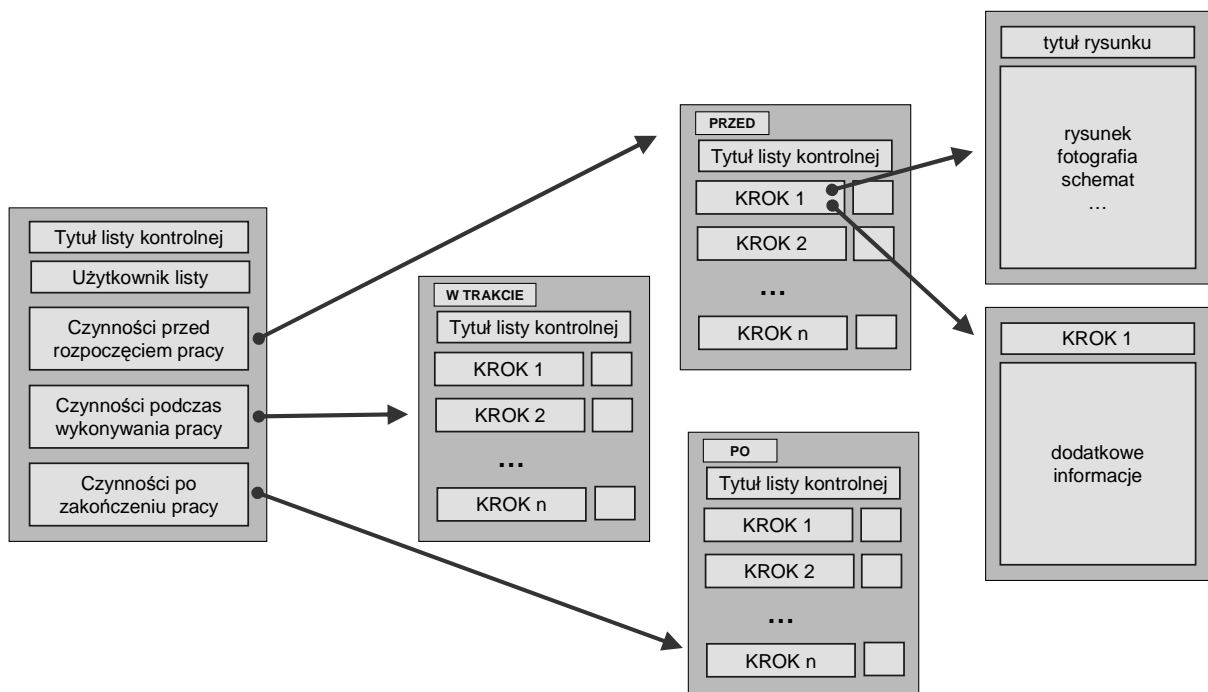 Tytuł listy kontrolnej
Użytkownik listy
Czynności przed
rozpoczęciem pracy
Czynności podczas
wykonywania pracy
Czynności po
zakończeniu pracy
W TRAKCIE
Tytuł listy kontrolnej
KROK 1
KROK 2
...
KROK n
PRZED
Tytuł listy kontrolnej
KROK 1
KROK 2
...
KROK n
PO
Tytuł listy kontrolnej
KROK 1
KROK 2
...
KROK n
tytuł rysunku
rysunek
fotografia
schemat
...
KROK 1
dodatkowe
informacje